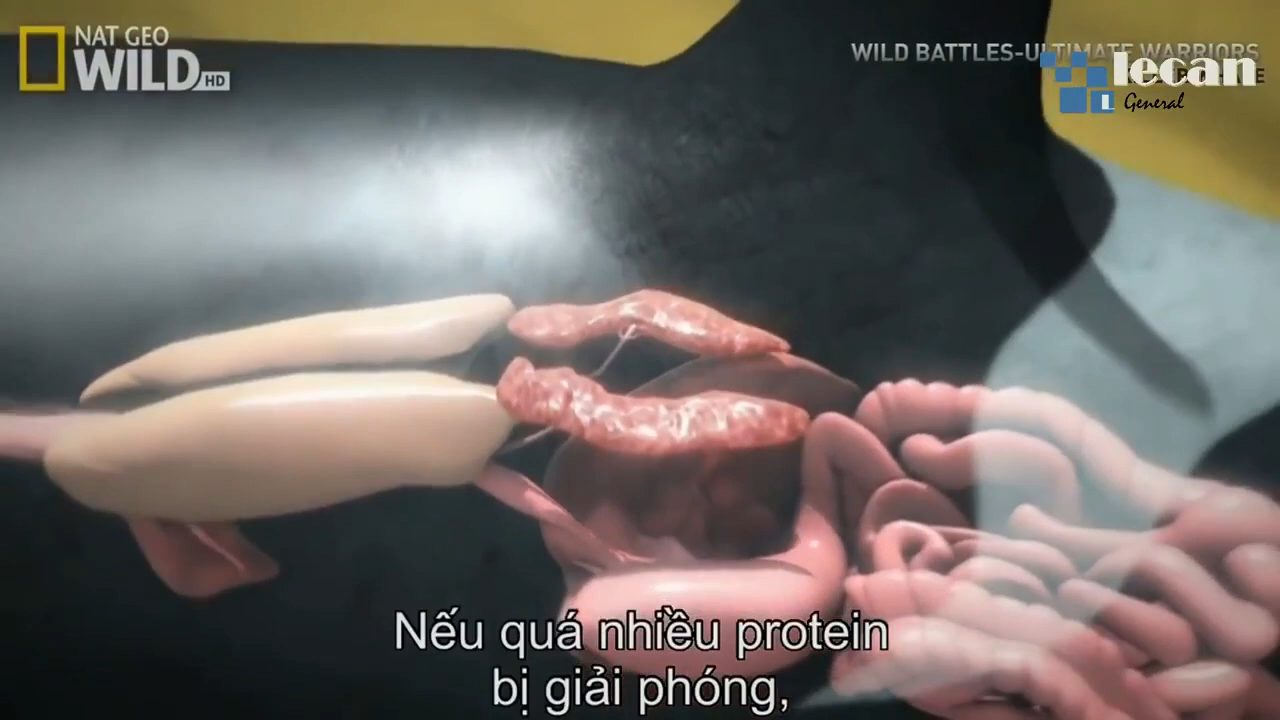 NAT GEO
WILD HD
WILD BATTLES-ULTIMATE WARRIORS
lecan
General
Nếu quá nhiều protein
bị giải phóng,